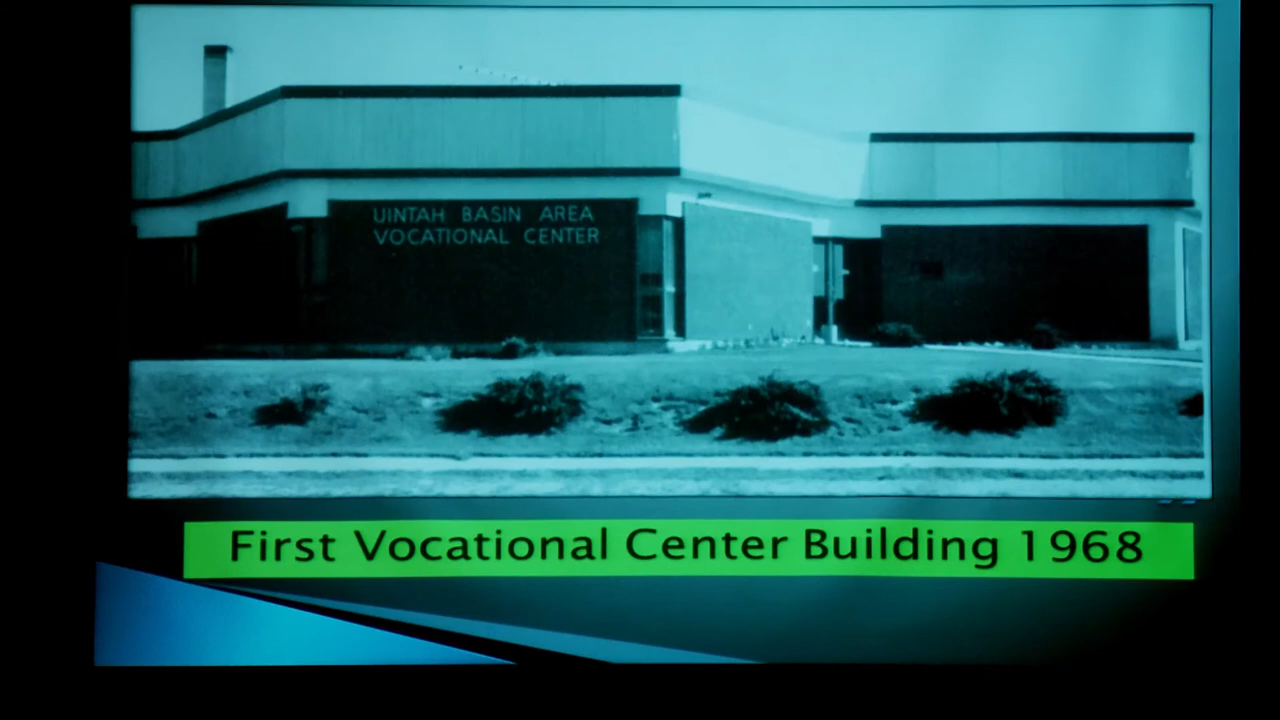 UINTAH BASIN AREA
VOCATIONAL CENTER
First Vocational Center Building 1968